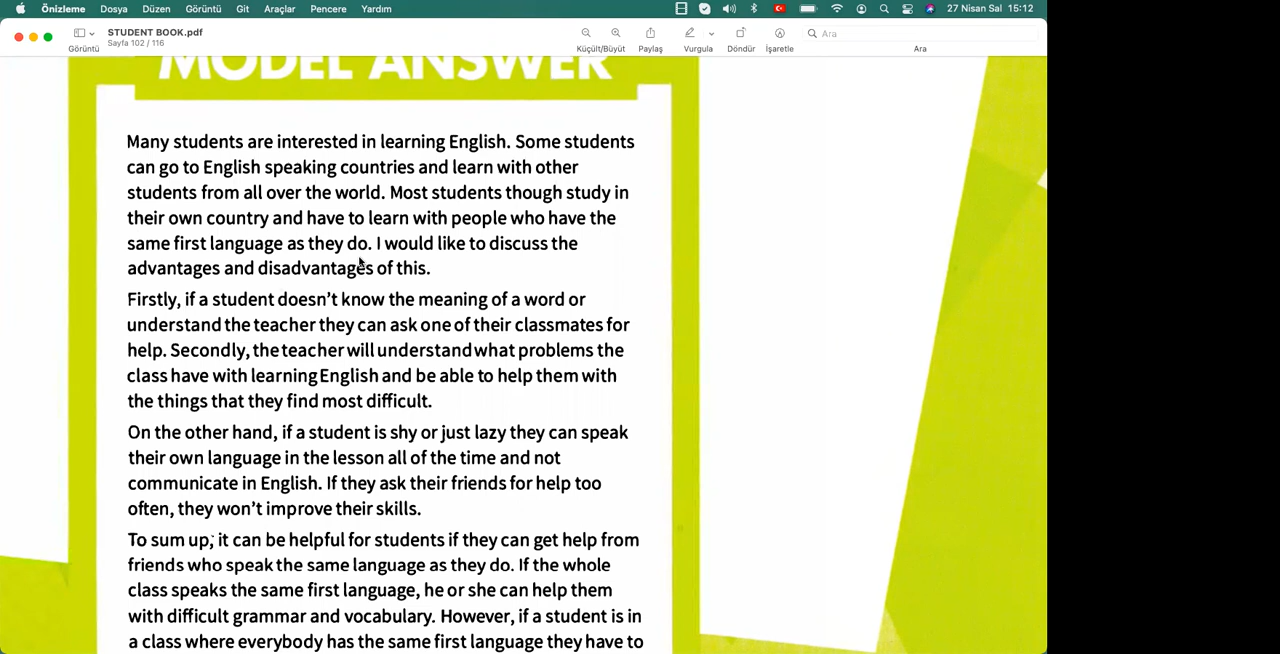 Önizleme Dosya Düzen Görüntü Git Araçlar Pencere Yardım 27 Nisan Sal 15:12
STUDENT BOOK.pdf
Sayfa 102 / 116
Ara
Görüntü Küçült/Büyüt Paylaş Vurgula Döndür İşaretle Ara
MODEL ANSWER
Many students are interested in learning English. Some students
can go to English speaking countries and learn with other
students from all over the world. Most students though study in
their own country and have to learn with people who have the
same first language as they do. I would like to discuss the
advantages and disadvantages of this.
Firstly, if a student doesn't know the meaning of a word or
understand the teacher they can ask one of their classmates for
help. Secondly, the teacher will understand what problems the
class have with learning English and be able to help them with
the things that they find most difficult.
On the other hand, if a student is shy or just lazy they can speak
their own language in the lesson all of the time and not
communicate in English. If they ask their friends for help too
often, they won't improve their skills.
To sum up; it can be helpful for students if they can get help from
friends who speak the same language as they do. If the whole
class speaks the same first language, he or she can help them
with difficult grammar and vocabulary. However, if a student is in
a class where everybody has the same first language they have to